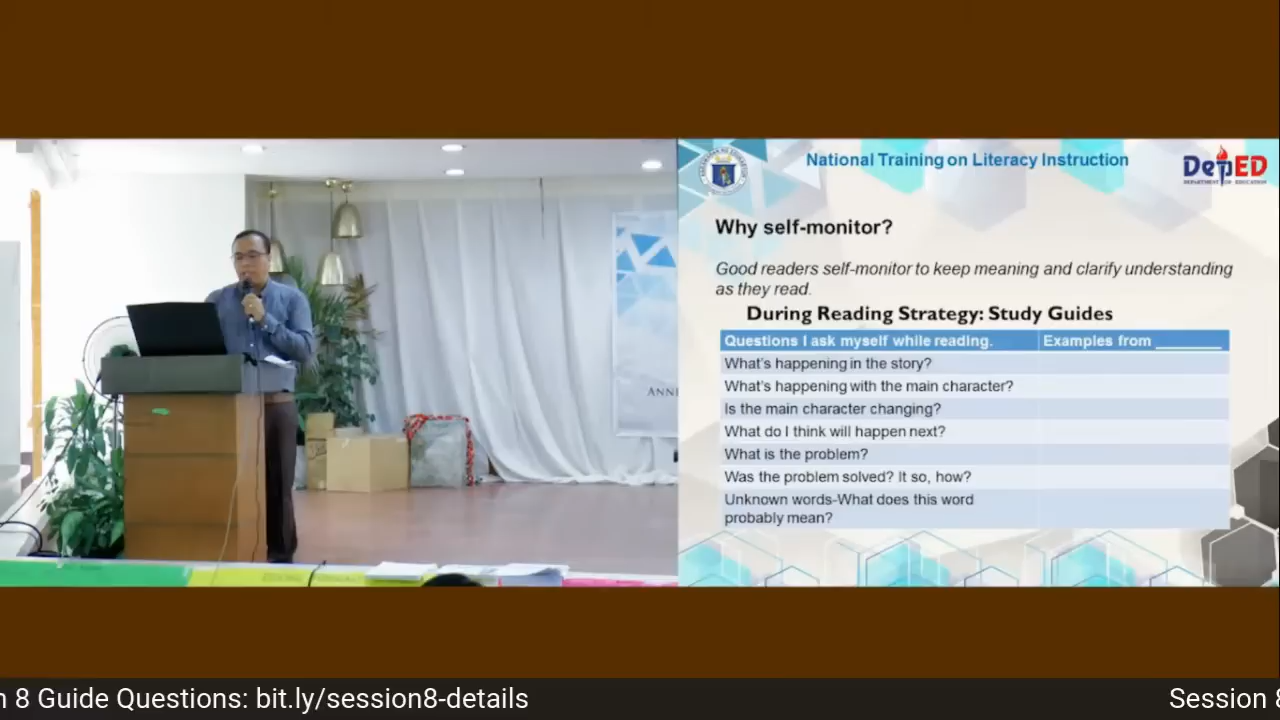 National Training on Literacy Instruction
DepED
DEPARTMENT OF EDUCATION
Why self-monitor?
Good readers self-monitor to keep meaning and clarify understanding
as they read.
During Reading Strategy: Study Guides
Questions I ask myself while reading. Examples from ________
What's happening in the story?
What's happening with the main character?
Is the main character changing?
What do I think will happen next?
What is the problem?
Was the problem solved? It so, how?
Unknown words-What does this word
probably mean?
ANNE
n 8 Guide Questions: bit.ly/session8-details
Session 8